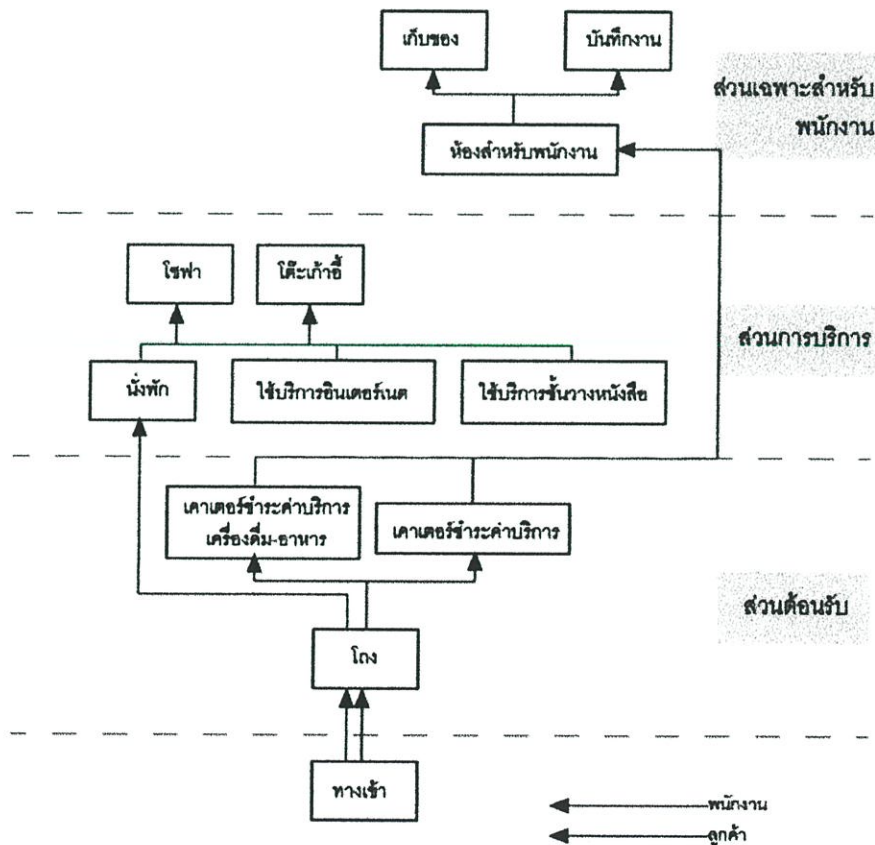 เก็บของ
บันทึกงาน
ส่วนเฉพาะสำหรับ
พนักงาน
ห้องสำหรับพนักงาน
โซฟา
โต๊ะเก้าอี้
ส่วนการบริการ
นั่งพัก
ใช้บริการอินเตอร์เนต
ใช้บริการชั้นวางหนังสือ
เคาเตอร์ชำระค่าบริการ
เครื่องดื่ม-อาหาร
เคาเตอร์ชำระค่าบริการ
ส่วนต้อนรับ
โถง
ทางเข้า
พนักงาน
ลูกค้า